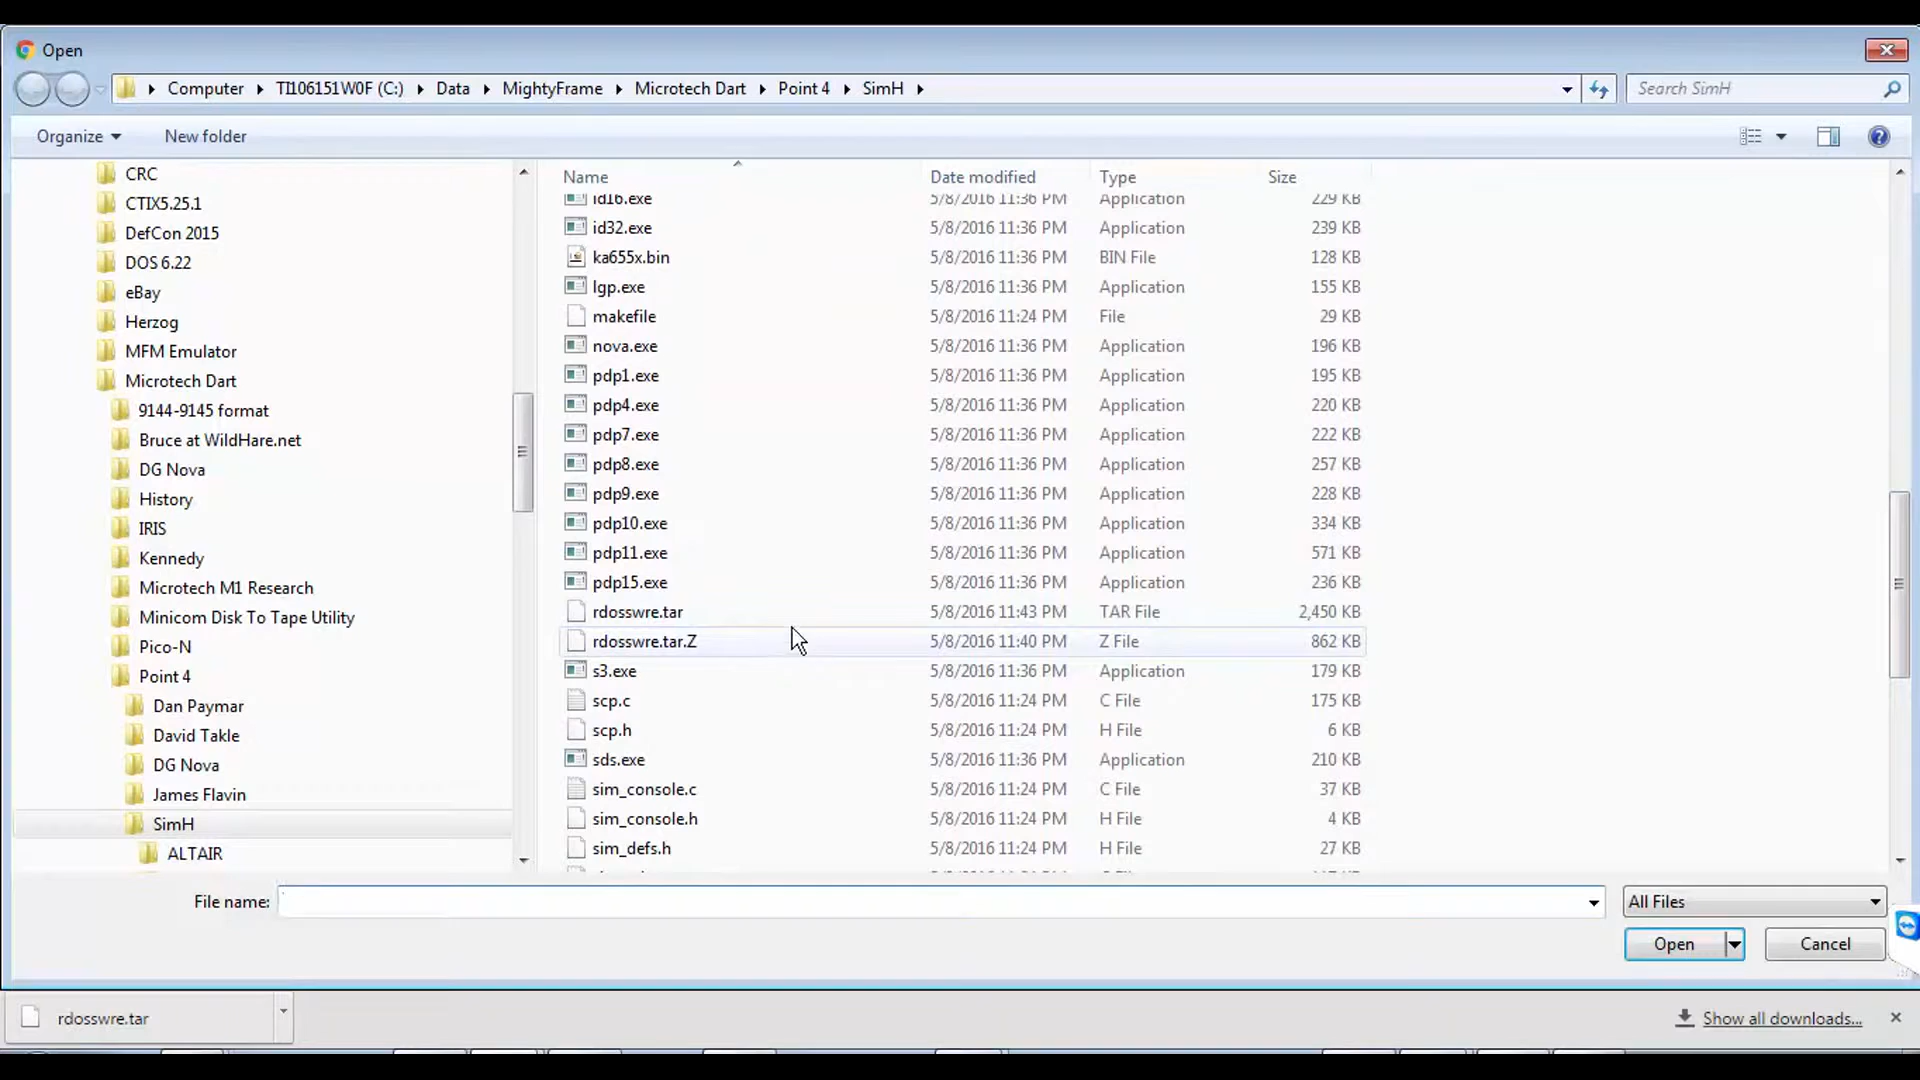 Open
Computer TI106151W0F (C:) Data MightyFrame Microtech Dart Point 4 SimH
Search SimH
Organize New folder
Name Date modified Type Size
CRC
CTIX5.25.1
DefCon 2015
DOS 6.22
eBay
Herzog
MFM Emulator
Microtech Dart
9144-9145 format
Bruce at WildHare.net
DG Nova
History
IRIS
Kennedy
Microtech M1 Research
Minicom Disk To Tape Utility
Pico-N
Point 4
Dan Paymar
David Takle
DG Nova
James Flavin
SimH
ALTAIR
id16.exe 5/8/2016 11:36 PM Application 229 KB
id32.exe 5/8/2016 11:36 PM Application 239 KB
ka655x.bin 5/8/2016 11:36 PM BIN File 128 KB
lgp.exe 5/8/2016 11:36 PM Application 155 KB
makefile 5/8/2016 11:24 PM File 29 KB
nova.exe 5/8/2016 11:36 PM Application 196 KB
pdp1.exe 5/8/2016 11:36 PM Application 195 KB
pdp4.exe 5/8/2016 11:36 PM Application 220 KB
pdp7.exe 5/8/2016 11:36 PM Application 222 KB
pdp8.exe 5/8/2016 11:36 PM Application 257 KB
pdp9.exe 5/8/2016 11:36 PM Application 228 KB
pdp10.exe 5/8/2016 11:36 PM Application 334 KB
pdp11.exe 5/8/2016 11:36 PM Application 571 KB
pdp15.exe 5/8/2016 11:36 PM Application 236 KB
rdosswre.tar 5/8/2016 11:43 PM TAR File 2,450 KB
rdosswre.tar.Z 5/8/2016 11:40 PM Z File 862 KB
s3.exe 5/8/2016 11:36 PM Application 179 KB
scp.c 5/8/2016 11:24 PM C File 175 KB
scp.h 5/8/2016 11:24 PM H File 6 KB
sds.exe 5/8/2016 11:36 PM Application 210 KB
sim_console.c 5/8/2016 11:24 PM C File 37 KB
sim_console.h 5/8/2016 11:24 PM H File 4 KB
sim_defs.h 5/8/2016 11:24 PM H File 27 KB
File name: All Files
Open Cancel
rdosswre.tar Show all downloads...